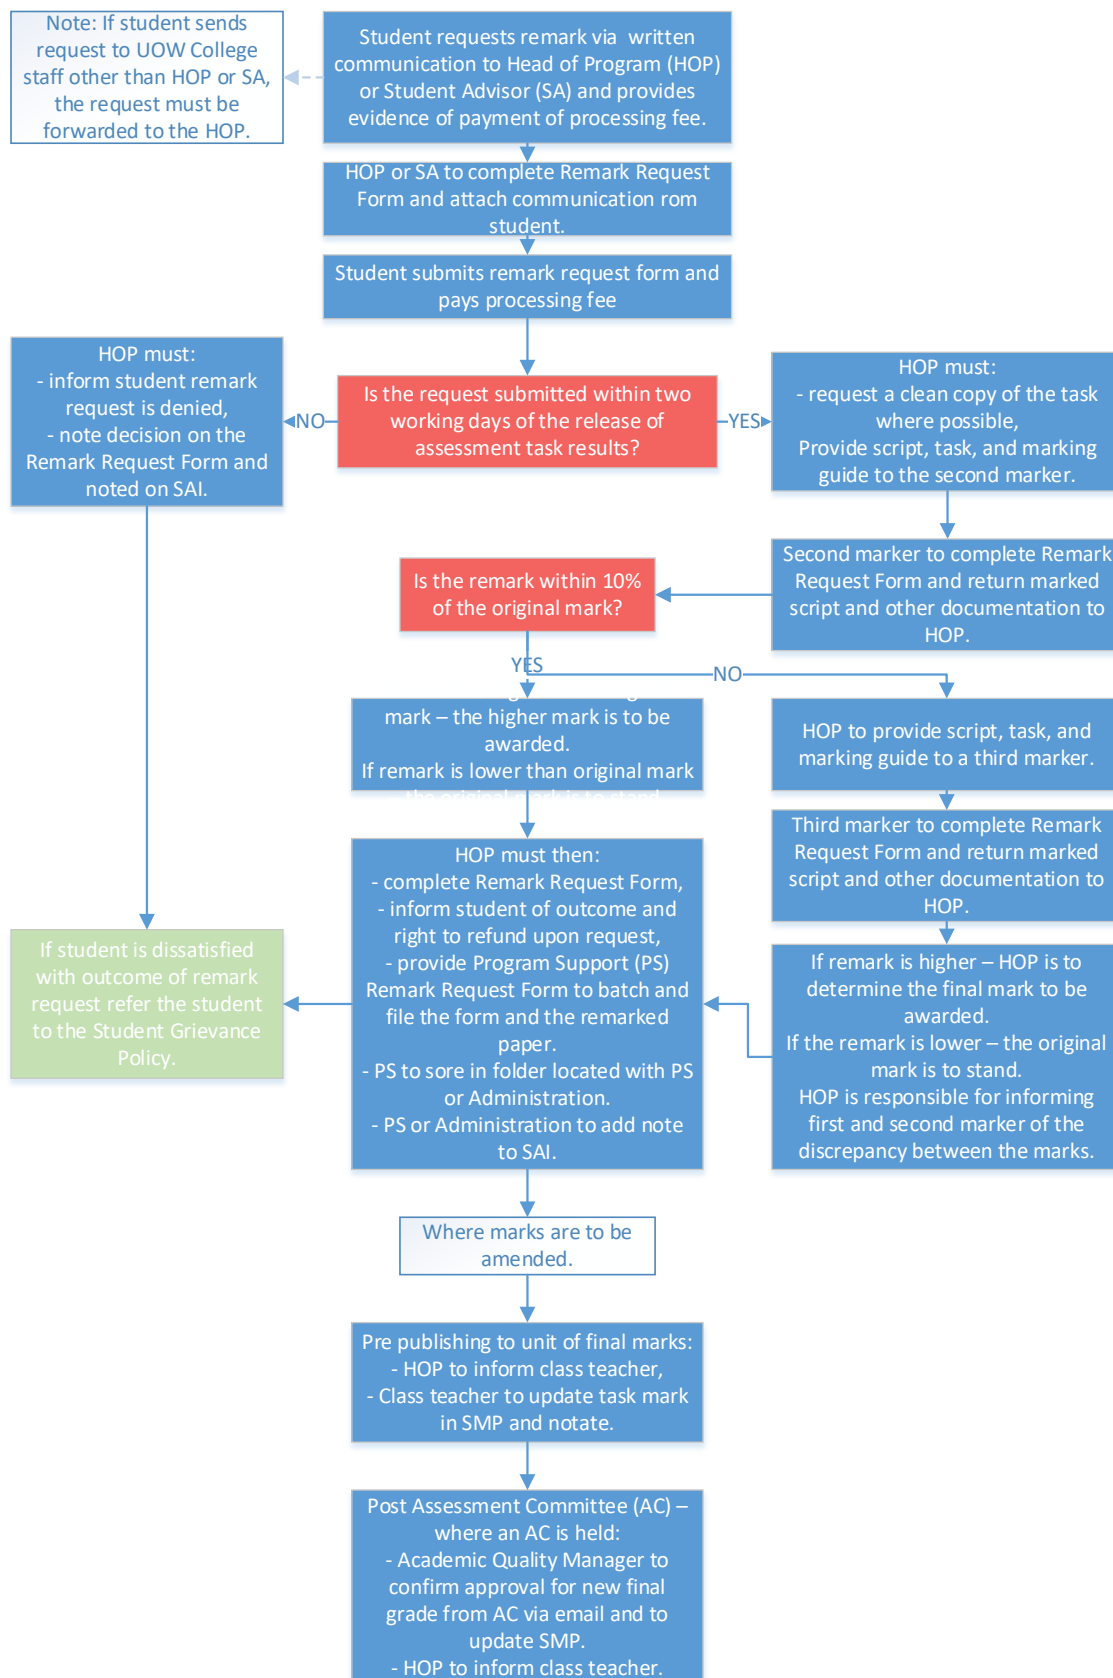 Note: If student sends
request to UOW College
staff other than HOP or SA,
the request must be
forwarded to the HOP.
Student requests remark via  written
communication to Head of Program (HOP)
or Student Advisor (SA) and provides
evidence of payment of processing fee.
HOP or SA to complete Remark Request
Form and attach communication rom
student.
Student submits remark request form and
pays processing fee
HOP must:
- inform student remark
request is denied,
- note decision on the
Remark Request Form and
noted on SAI.
NO
Is the request submitted within two
working days of the release of
assessment task results?
YES
HOP must:
- request a clean copy of the task
where possible,
Provide script, task, and marking
guide to the second marker.
Second marker to complete Remark
Request Form and return marked
script and other documentation to
HOP.
Is the remark within 10%
of the original mark?
YES
NO
mark – the higher mark is to be
awarded.
If remark is lower than original mark
the original mark is to stand
HOP to provide script, task, and
marking guide to a third marker.
Third marker to complete Remark
Request Form and return marked
script and other documentation to
HOP.
HOP must then:
- complete Remark Request Form,
- inform student of outcome and
right to refund upon request,
- provide Program Support (PS)
Remark Request Form to batch and
file the form and the remarked
paper.
- PS to sore in folder located with PS
or Administration.
- PS or Administration to add note
to SAI.
If remark is higher – HOP is to
determine the final mark to be
awarded.
If the remark is lower – the original
mark is to stand.
HOP is responsible for informing
first and second marker of the
discrepancy between the marks.
If student is dissatisfied
with outcome of remark
request refer the student
to the Student Grievance
Policy.
Where marks are to be
amended.
Pre publishing to unit of final marks:
- HOP to inform class teacher,
- Class teacher to update task mark
in SMP and notate.
Post Assessment Committee (AC) –
where an AC is held:
- Academic Quality Manager to
confirm approval for new final
grade from AC via email and to
update SMP.
- HOP to inform class teacher.